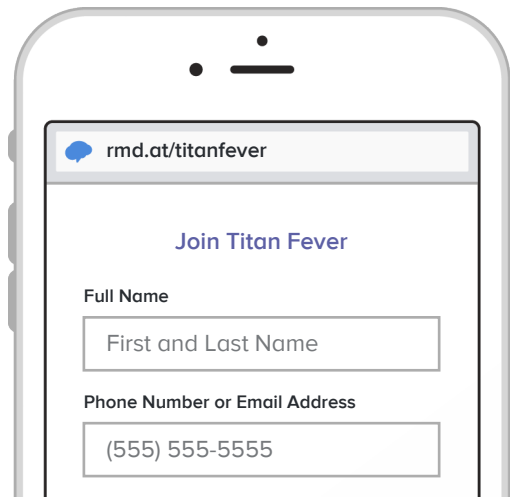 rmd.at/titanfever
Join Titan Fever
Full Name
First and Last Name
Phone Number or Email Address
(555) 555-5555